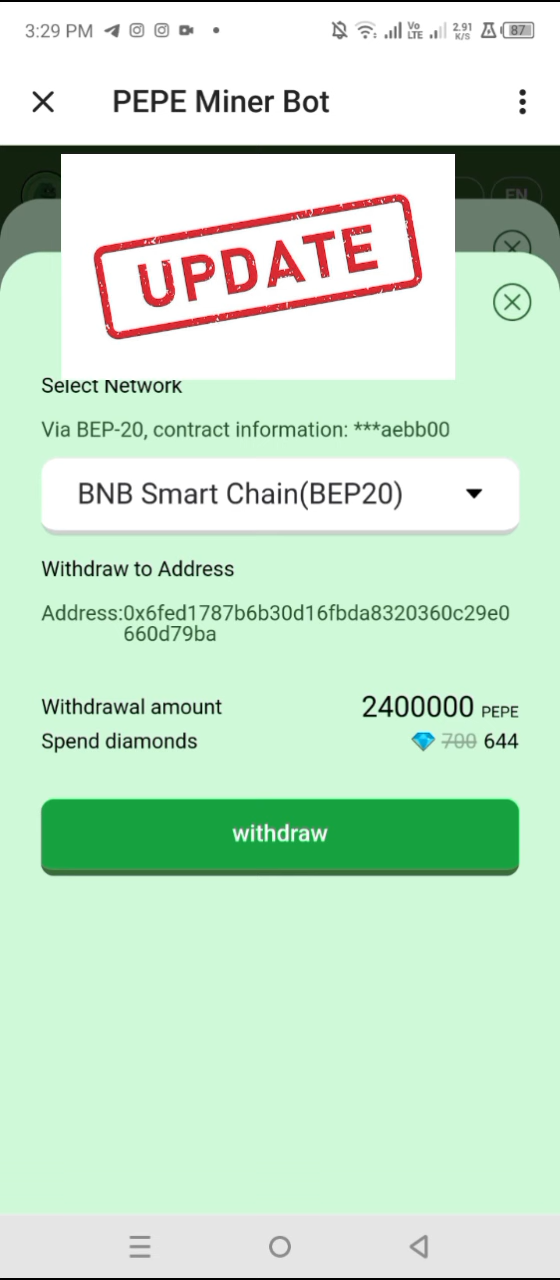 3:29 PM
Vo LTE 2.91 K/S 87
PEPE Miner Bot
EN
UPDATE
Select Network
Via BEP-20, contract information: ***aebb00
BNB Smart Chain(BEP20)
Withdraw to Address
Address:0x6fed1787b6b30d16fbda8320360c29e0
660d79ba
Withdrawal amount 2400000 PEPE
Spend diamonds 700 644
withdraw